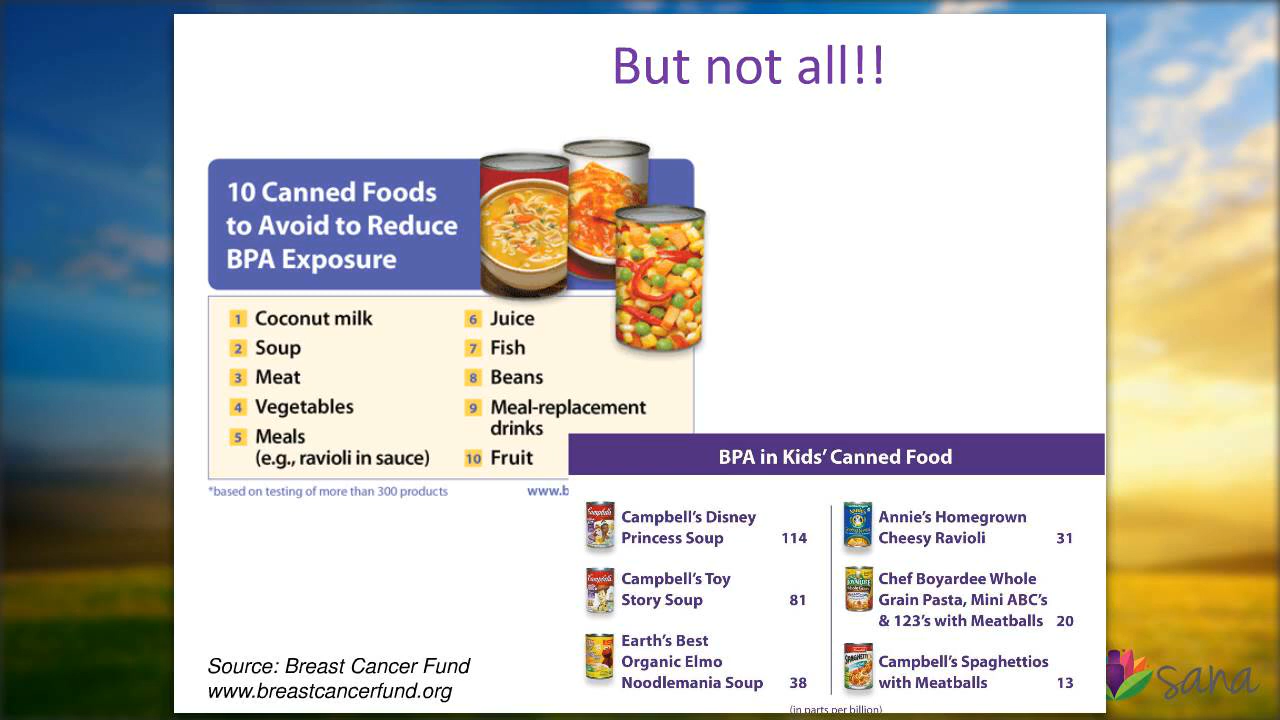 But not all!!
10 Canned Foods
to Avoid to Reduce
BPA Exposure
1 Coconut milk
2 Soup
3 Meat
4 Vegetables
5 Meals
(e.g., ravioli in sauce)
6 Juice
7 Fish
8 Beans
9 Meal-replacement
drinks
10 Fruit
*based on testing of more than 300 products
www.b
BPA in Kids' Canned Food
Campbell's Disney
Princess Soup 114
Campbell's Toy
Story Soup 81
Earth's Best
Organic Elmo
Noodlemania Soup 38
Annie's Homegrown
Cheesy Ravioli 31
Chef Boyardee Whole
Grain Pasta, Mini ABC's
& 123's with Meatballs 20
Campbell's Spaghettios
with Meatballs 13
(in parts per billion)
Source: Breast Cancer Fund
www.breastcancerfund.org
sana